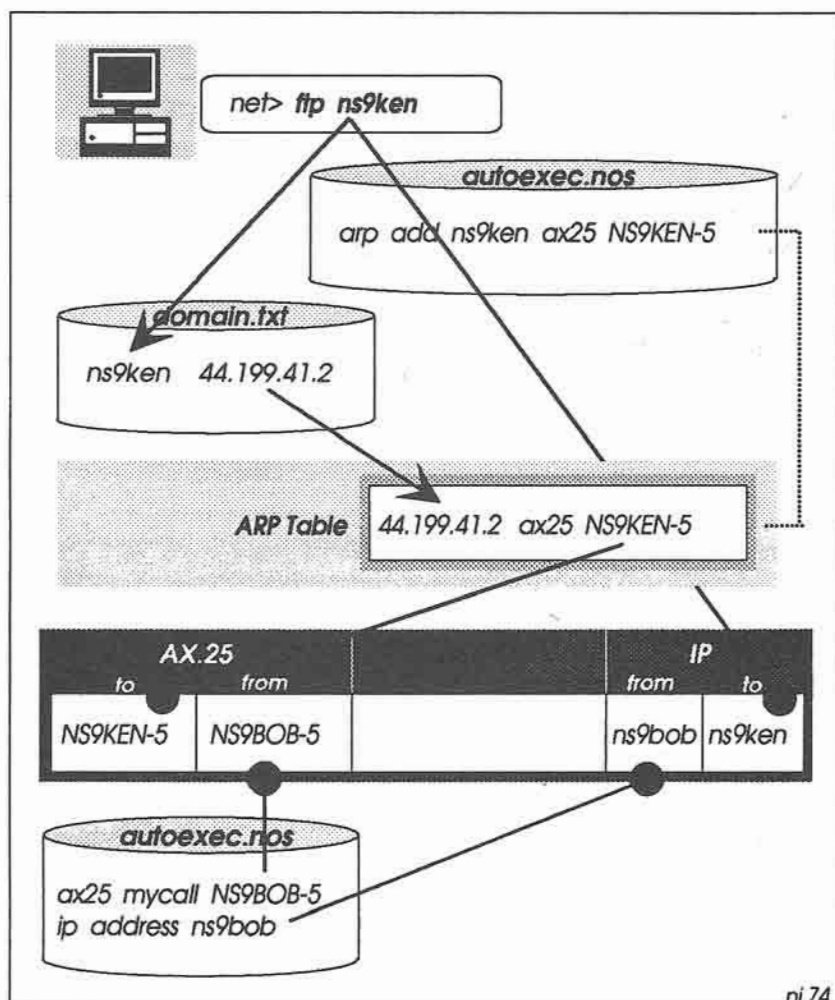 net> ftp ns9ken
autoexec.nos
arp add ns9ken ax25 NS9KEN-5
domain.txt
ns9ken 44.199.41.2
ARP Table
44.199.41.2 ax25 NS9KEN-5
AX.25
IP
to from from to
NS9KEN-5 NS9BOB-5 ns9bob ns9ken
autoexec.nos
ax25 mycall NS9BOB-5
ip address ns9bob
ni 74